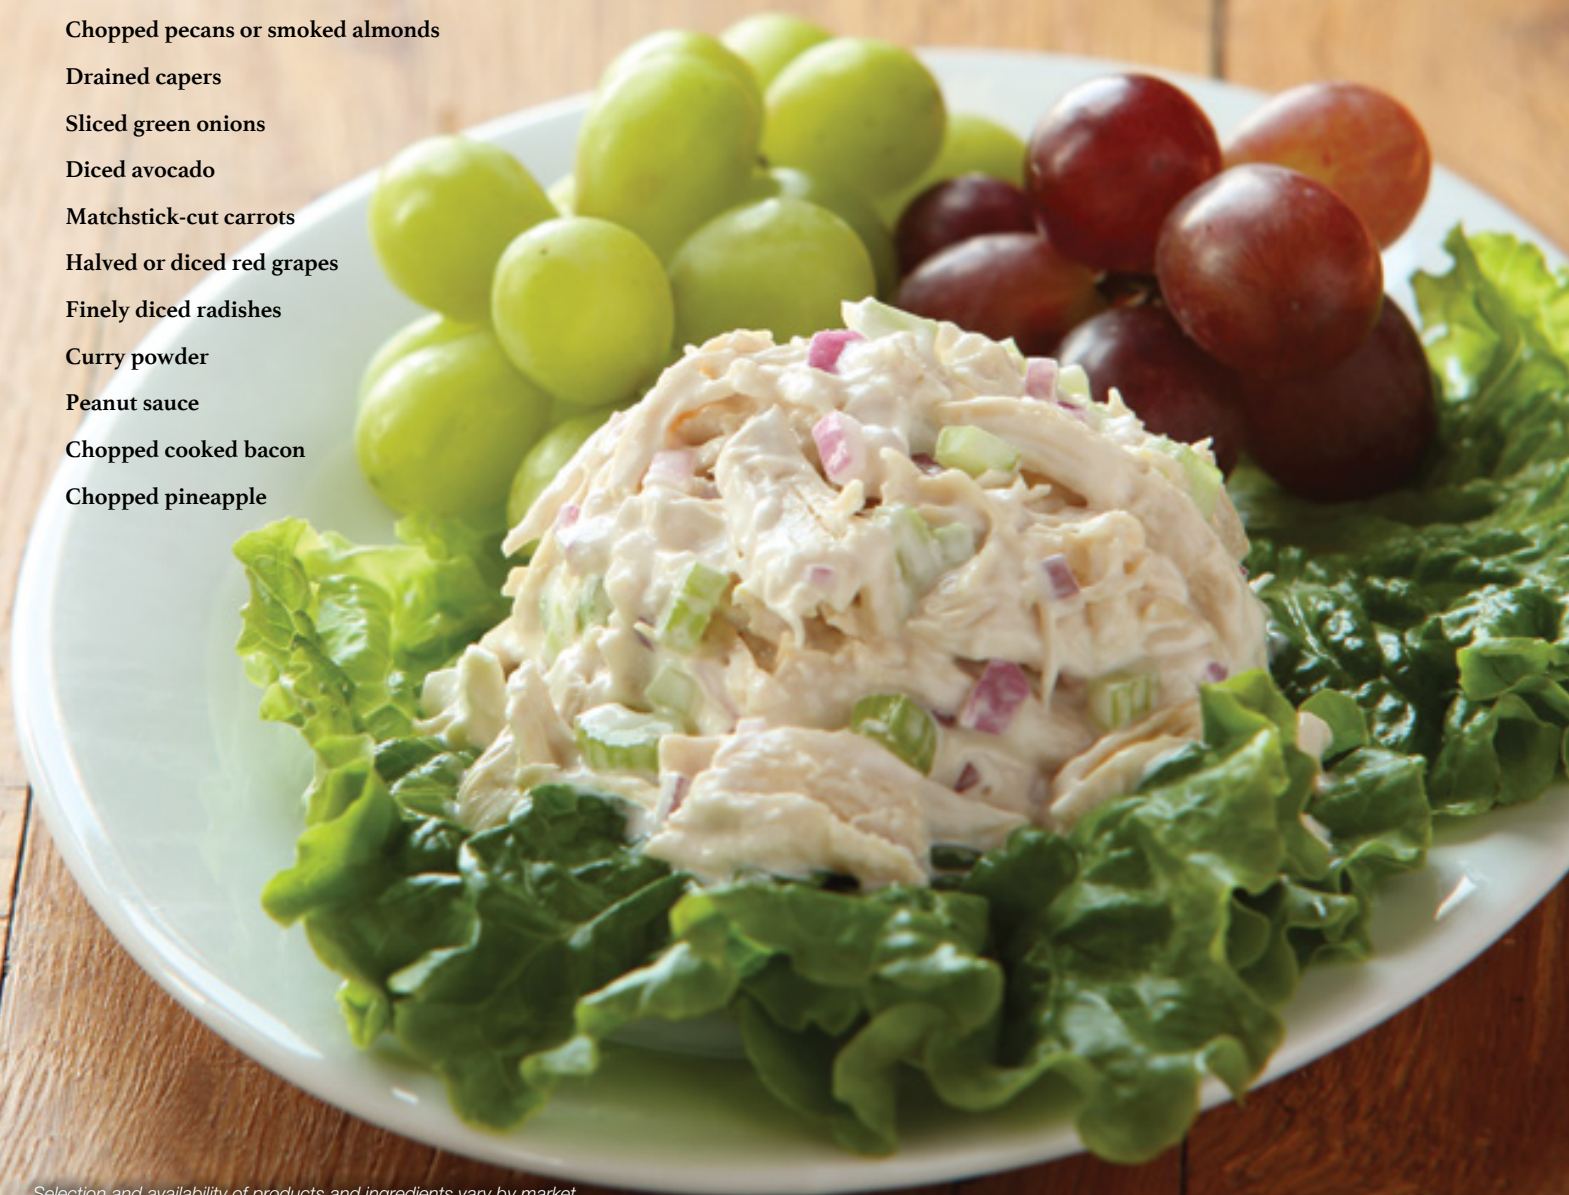 Chopped pecans or smoked almonds
Drained capers
Sliced green onions
Diced avocado
Matchstick-cut carrots
Halved or diced red grapes
Finely diced radishes
Curry powder
Peanut sauce
Chopped cooked bacon
Chopped pineapple
Selection and availability of products and ingredients vary by market.